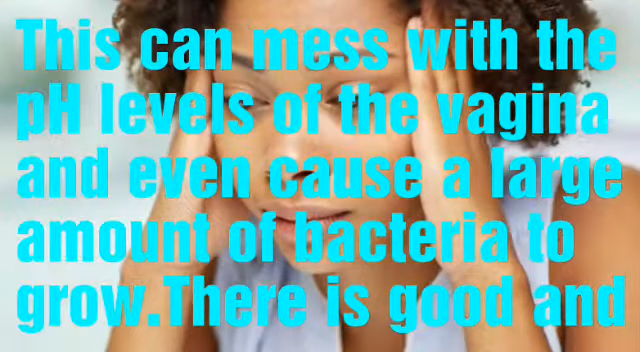 This can mess with the
pH levels of the vagina
and even cause a large
amount of bacteria to
grow.There is good and